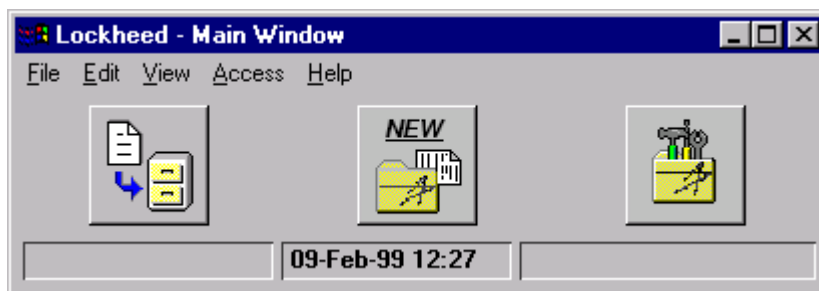 Lockheed - Main Window
File Edit View Access Help
NEW
09-Feb-99 12:27